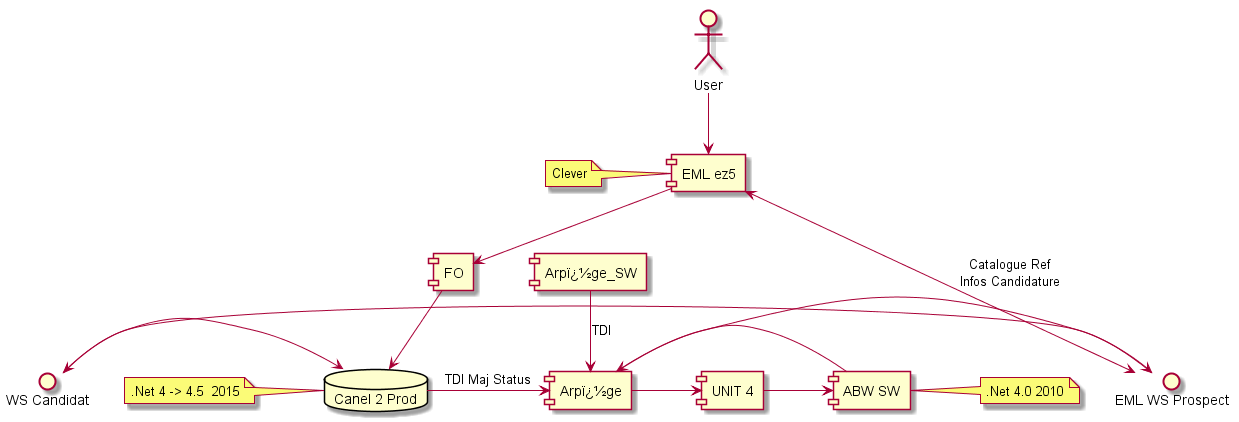 User
Clever
EML ez5
Catalogue Ref
Infos Candidature
FO
Arpï¿½ge_SW
TDI
WS Candidat
.Net 4 -> 4.5  2015
Canel 2 Prod
TDI Maj Status
Arpï¿½ge
UNIT 4
ABW SW
.Net 4.0 2010
EML WS Prospect